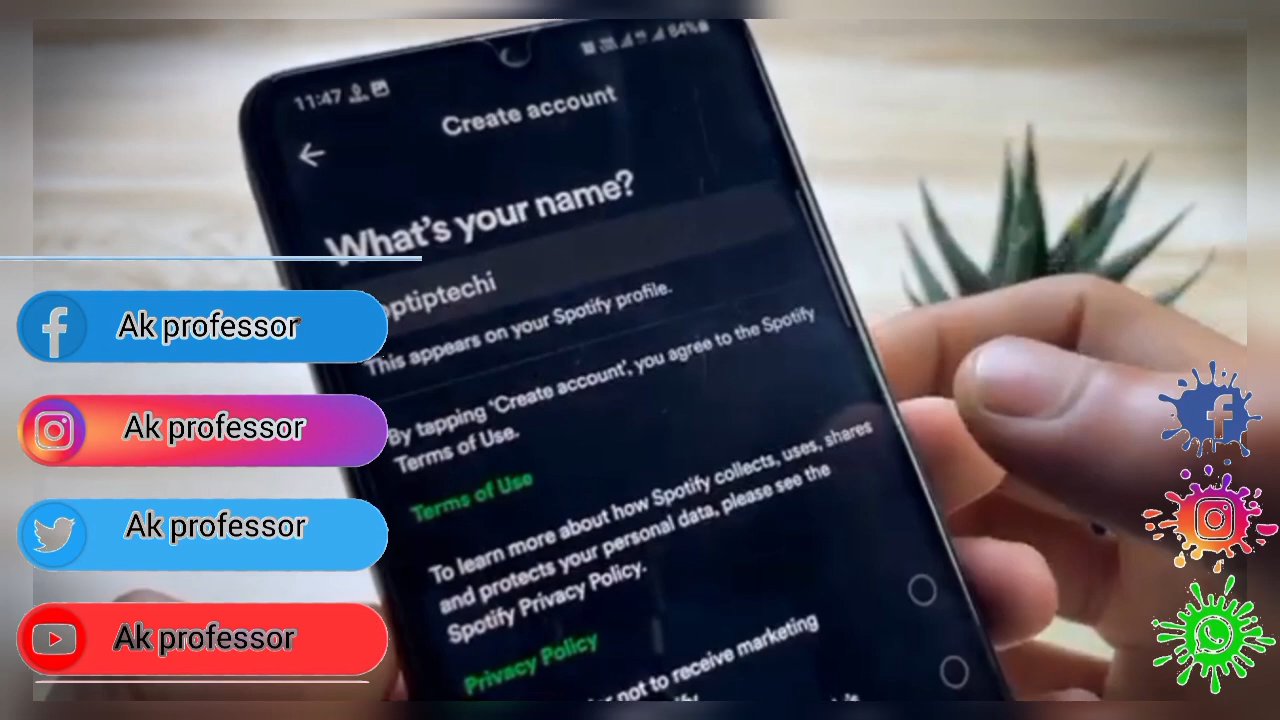 11:47
64%
Create account
What's your name?
optiptechi
This appears on your Spotify profile.
By tapping 'Create account', you agree to the Spotify
Terms of Use.
Terms of Use
To learn more about how Spotify collects, uses, shares
and protects your personal data, please see the
Spotify Privacy Policy.
Privacy Policy
not to receive marketing
Ak professor
Ak professor
Ak professor
Ak professor